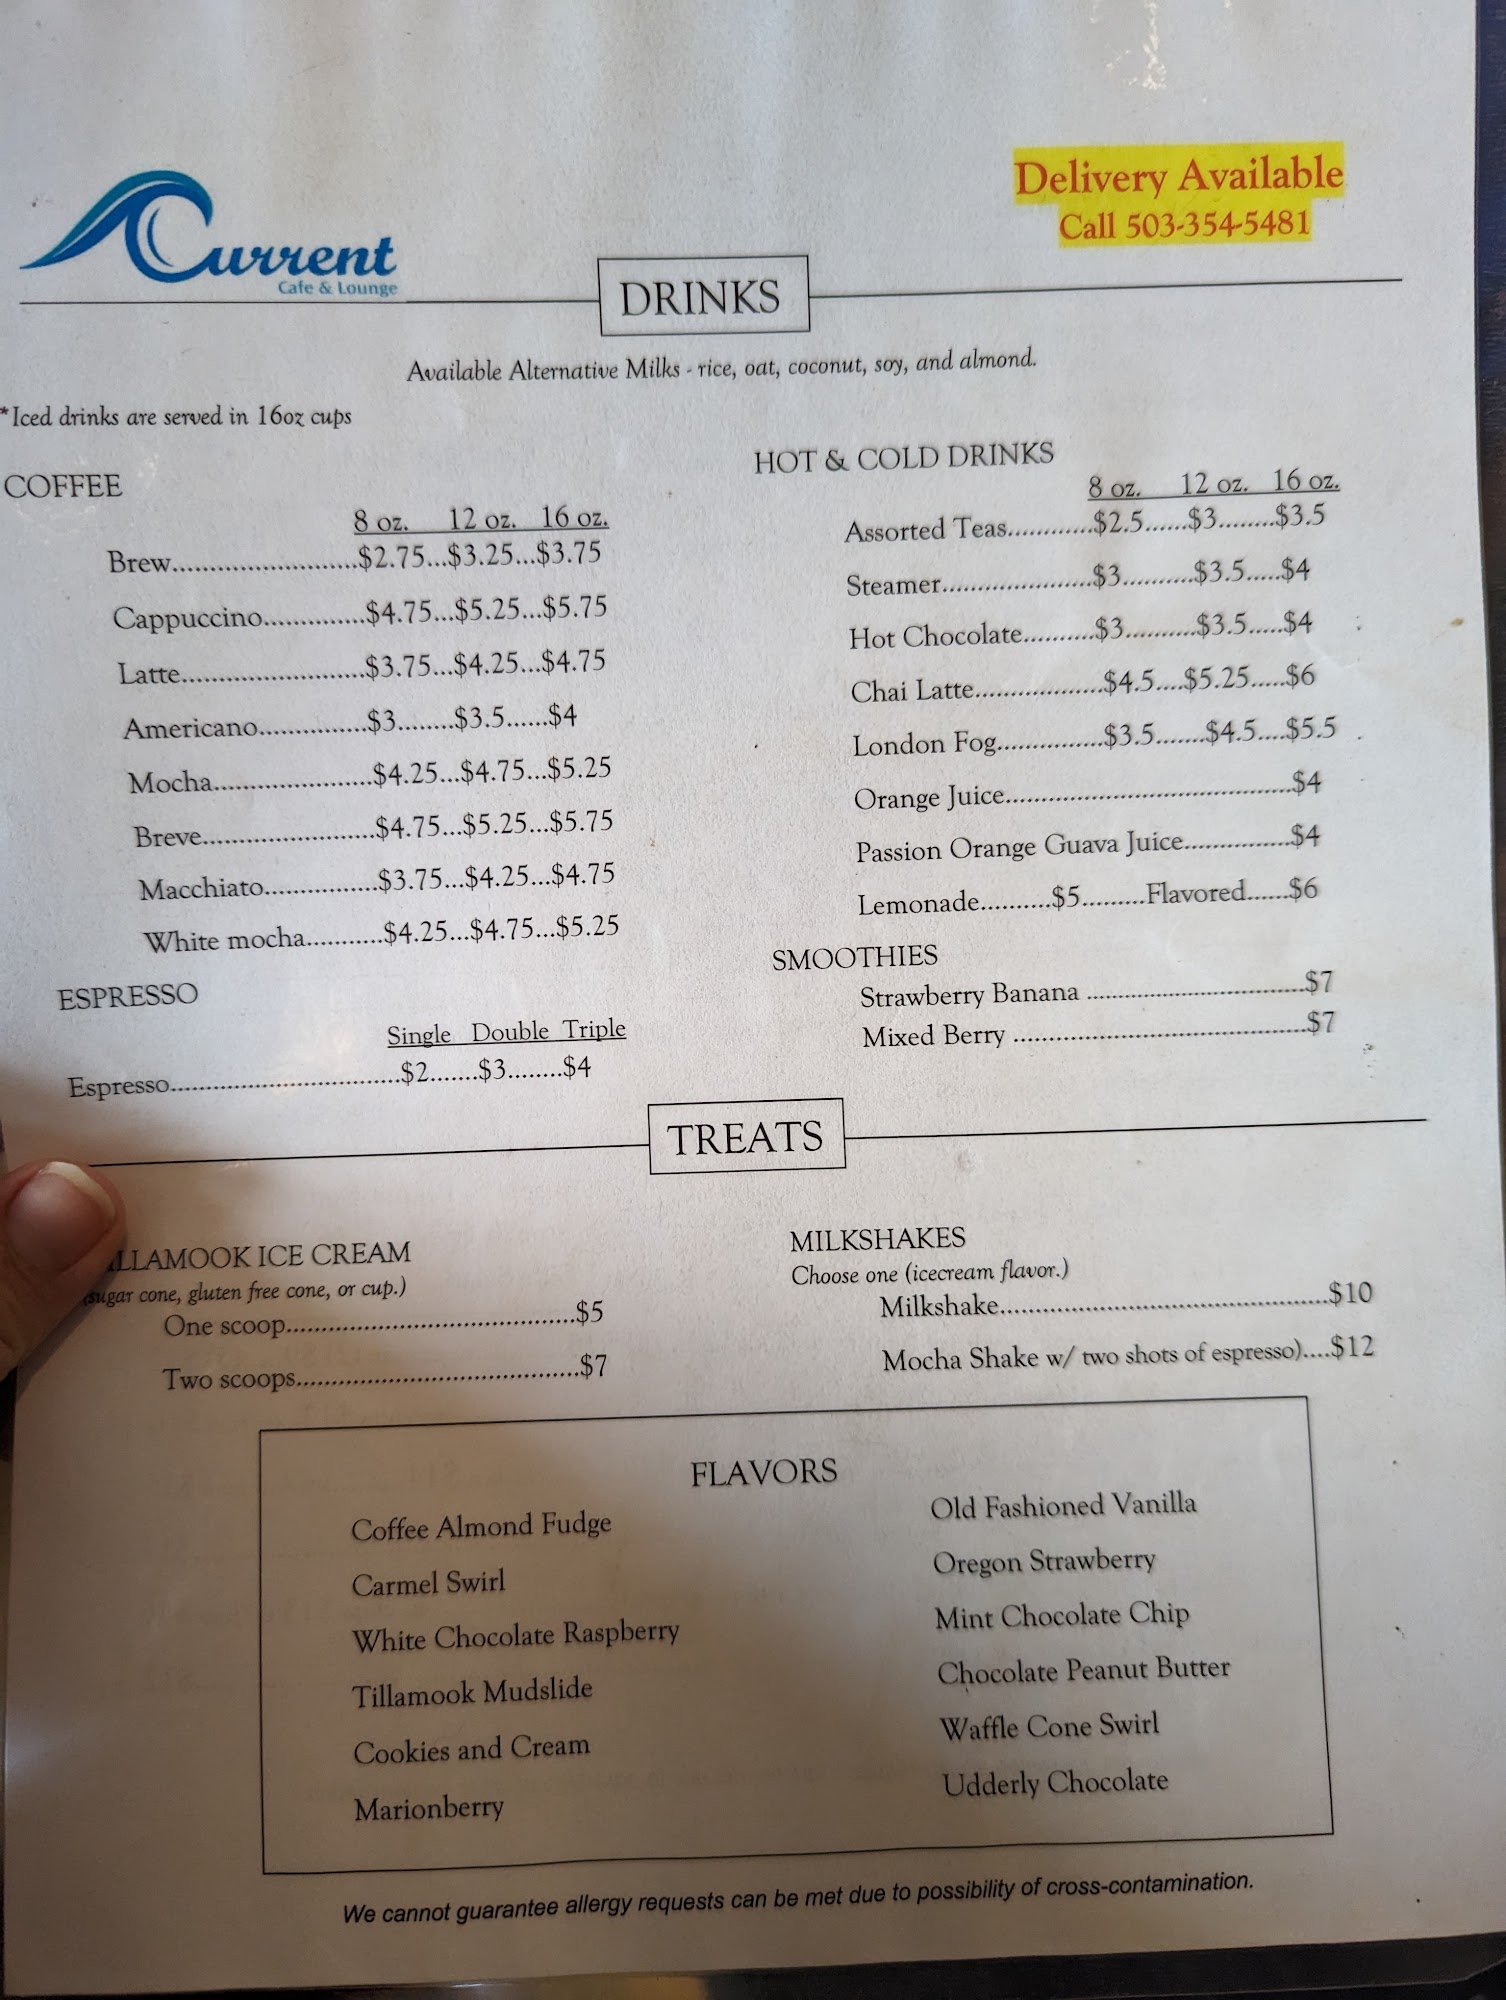 Current
Cafe & Lounge
Delivery Available
Call 503-354-5481
DRINKS
Available Alternative Milks - rice, oat, coconut, soy, and almond.
*Iced drinks are served in 16oz cups
COFFEE
8 oz. 12 oz. 16 oz.
Brew..........................$2.75...$3.25...$3.75
Cappuccino..............$4.75...$5.25...$5.75
Latte.........................$3.75...$4.25...$4.75
Americano...............$3........$3.5......$4
Mocha......................$4.25...$4.75...$5.25
Breve........................$4.75...$5.25...$5.75
Macchiato................$3.75...$4.25...$4.75
White mocha...........$4.25...$4.75...$5.25
ESPRESSO
Single Double Triple
Espresso.................................$2.......$3........$4
HOT & COLD DRINKS
8 oz. 12 oz. 16 oz.
Assorted Teas............$2.5......$3........$3.5
Steamer.....................$3..........$3.5.....$4
Hot Chocolate..........$3..........$3.5.....$4
Chai Latte..................$4.5....$5.25.....$6
London Fog...............$3.5.......$4.5....$5.5
Orange Juice.........................................$4
Passion Orange Guava Juice...............$4
Lemonade..........$5.........Flavored......$6
SMOOTHIES
Strawberry Banana ...............................$7
Mixed Berry ..........................................$7
TREATS
LLAMOOK ICE CREAM
(sugar cone, gluten free cone, or cup.)
One scoop.........................................$5
Two scoops........................................$7
MILKSHAKES
Choose one (icecream flavor.)
Milkshake...............................................$10
Mocha Shake w/ two shots of espresso)....$12
FLAVORS
Coffee Almond Fudge
Carmel Swirl
White Chocolate Raspberry
Tillamook Mudslide
Cookies and Cream
Marionberry
Old Fashioned Vanilla
Oregon Strawberry
Mint Chocolate Chip
Chocolate Peanut Butter
Waffle Cone Swirl
Udderly Chocolate
We cannot guarantee allergy requests can be met due to possibility of cross-contamination.